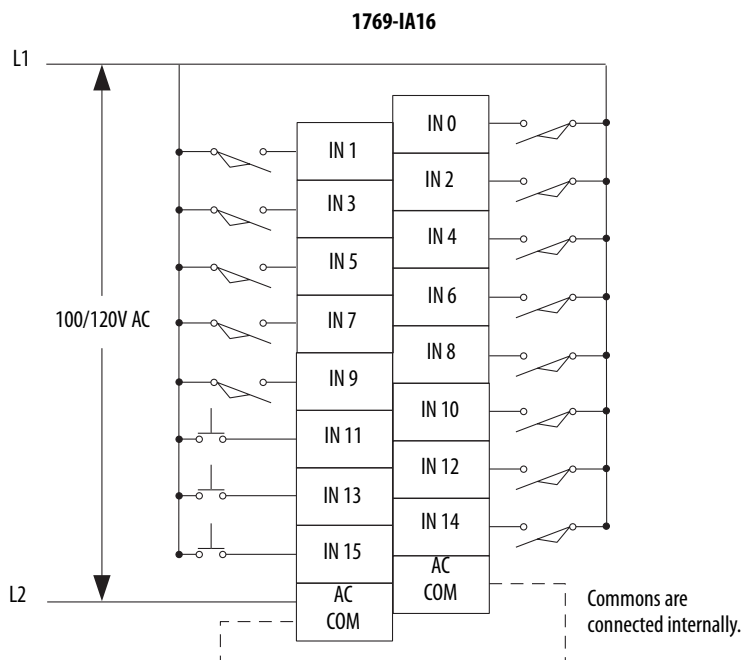 1769-IA16
L1
IN 0
IN 1
IN 2
IN 3
IN 4
IN 5
IN 6
100/120V AC
IN 7
IN 8
IN 9
IN 10
IN 11
IN 12
IN 13
IN 14
IN 15
AC
COM
L2
AC
COM
Commons are
connected internally.